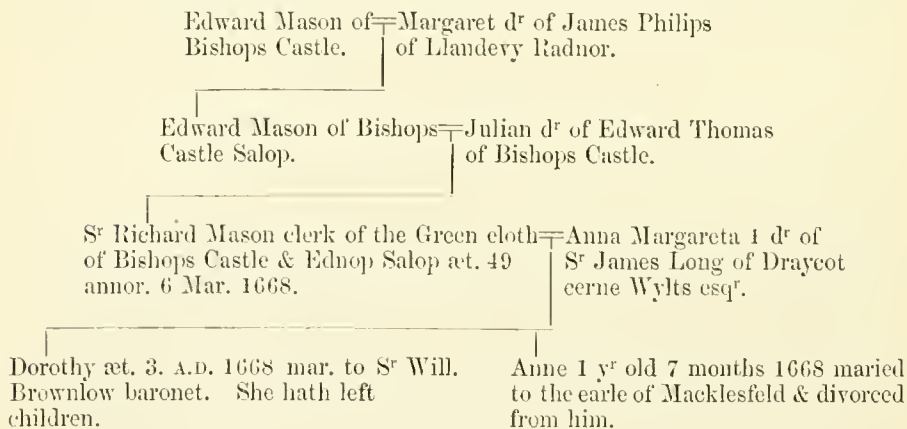 Edward Mason of Bishops Castle.
Margaret dʳ of James Philips of Llandevy Radnor.
Edward Mason of Bishops Castle Salop.
Julian dʳ of Edward Thomas of Bishops Castle.
Sʳ Richard Mason clerk of the Green cloth
of Bishops Castle & Ednop Salop æt. 49
annor. 6 Mar. 1668.
Anna Margareta 1 dʳ of
Sʳ James Long of Draycot
cerne Wylts esqʳ.
Dorothy æt. 3. A.D. 1668 mar. to Sʳ Will.
Brownlow baronet. She hath left
children.
Anne 1 yʳ old 7 months 1668 maried
to the earle of Macklesfeld & divorced
from him.